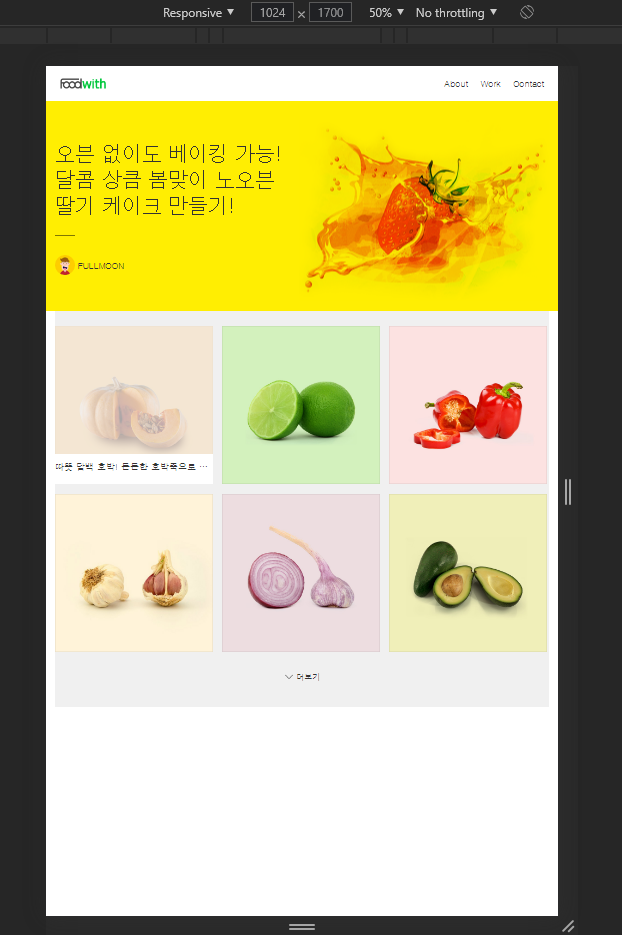 Responsive ▼ 1024 × 1700 50% ▼ No throttling ▼
foodwith About Work Contact
오븐 없이도 베이킹 가능!
달콤 상큼 봄맞이 노오븐
딸기 케이크 만들기!
FULLMOON
따뜻 담백 호박! 든든한 호박죽으로 ...
더보기